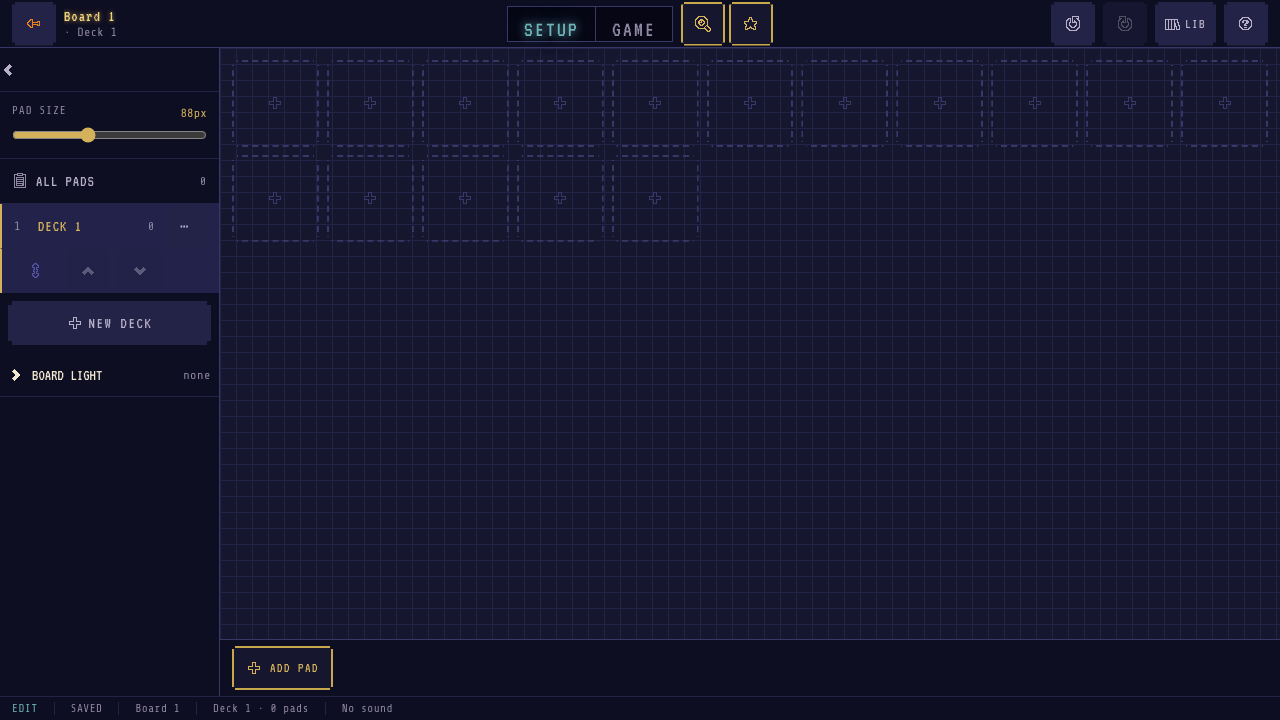 Board 1
· Deck 1
SETUP
GAME
LIB
PAD SIZE
88px
ALL PADS
0
1
DECK 1
0
NEW DECK
BOARD LIGHT
none
ADD PAD
EDIT
SAVED
Board 1
Deck 1 · 0 pads
No sound